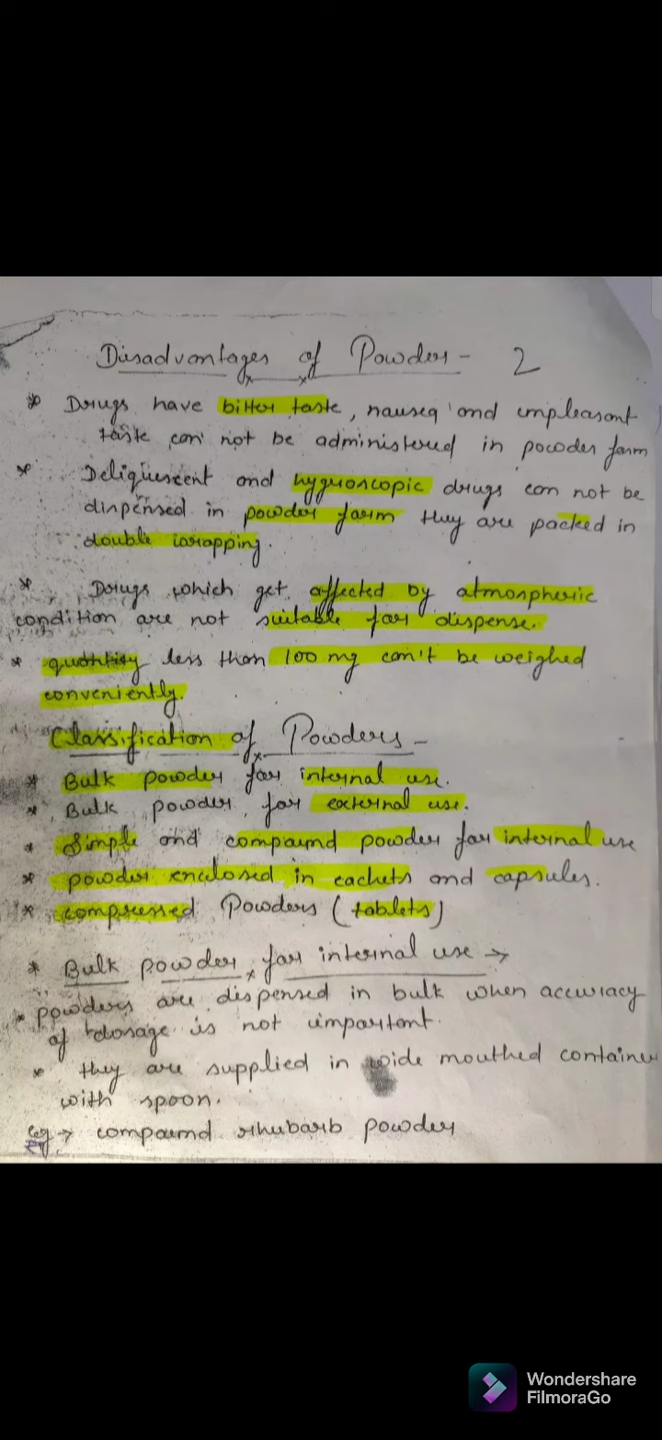 Disadvantages of Powders - 2
* Drugs have bitter taste, nausea and unpleasant
taste can not be administered in powder form
* Deliquescent and hygroscopic drugs can not be
dispensed in powder form they are packed in
double wrapping.
* Drugs which get affected by atmospheric
condition are not suitable for dispense.
* quantity less than 100 mg can't be weighed
conveniently.
Classification of Powders -
* Bulk powder for internal use.
* Bulk powder for external use.
* Simple and compound powder for internal use
* powder enclosed in cachets and capsules.
* compressed Powders (tablets)
* Bulk powder for internal use →
* powders are dispensed in bulk when accuracy
of dosage is not important.
* they are supplied in wide mouthed container
with spoon.
eg → compound rhubarb powder
Wondershare
FilmoraGo